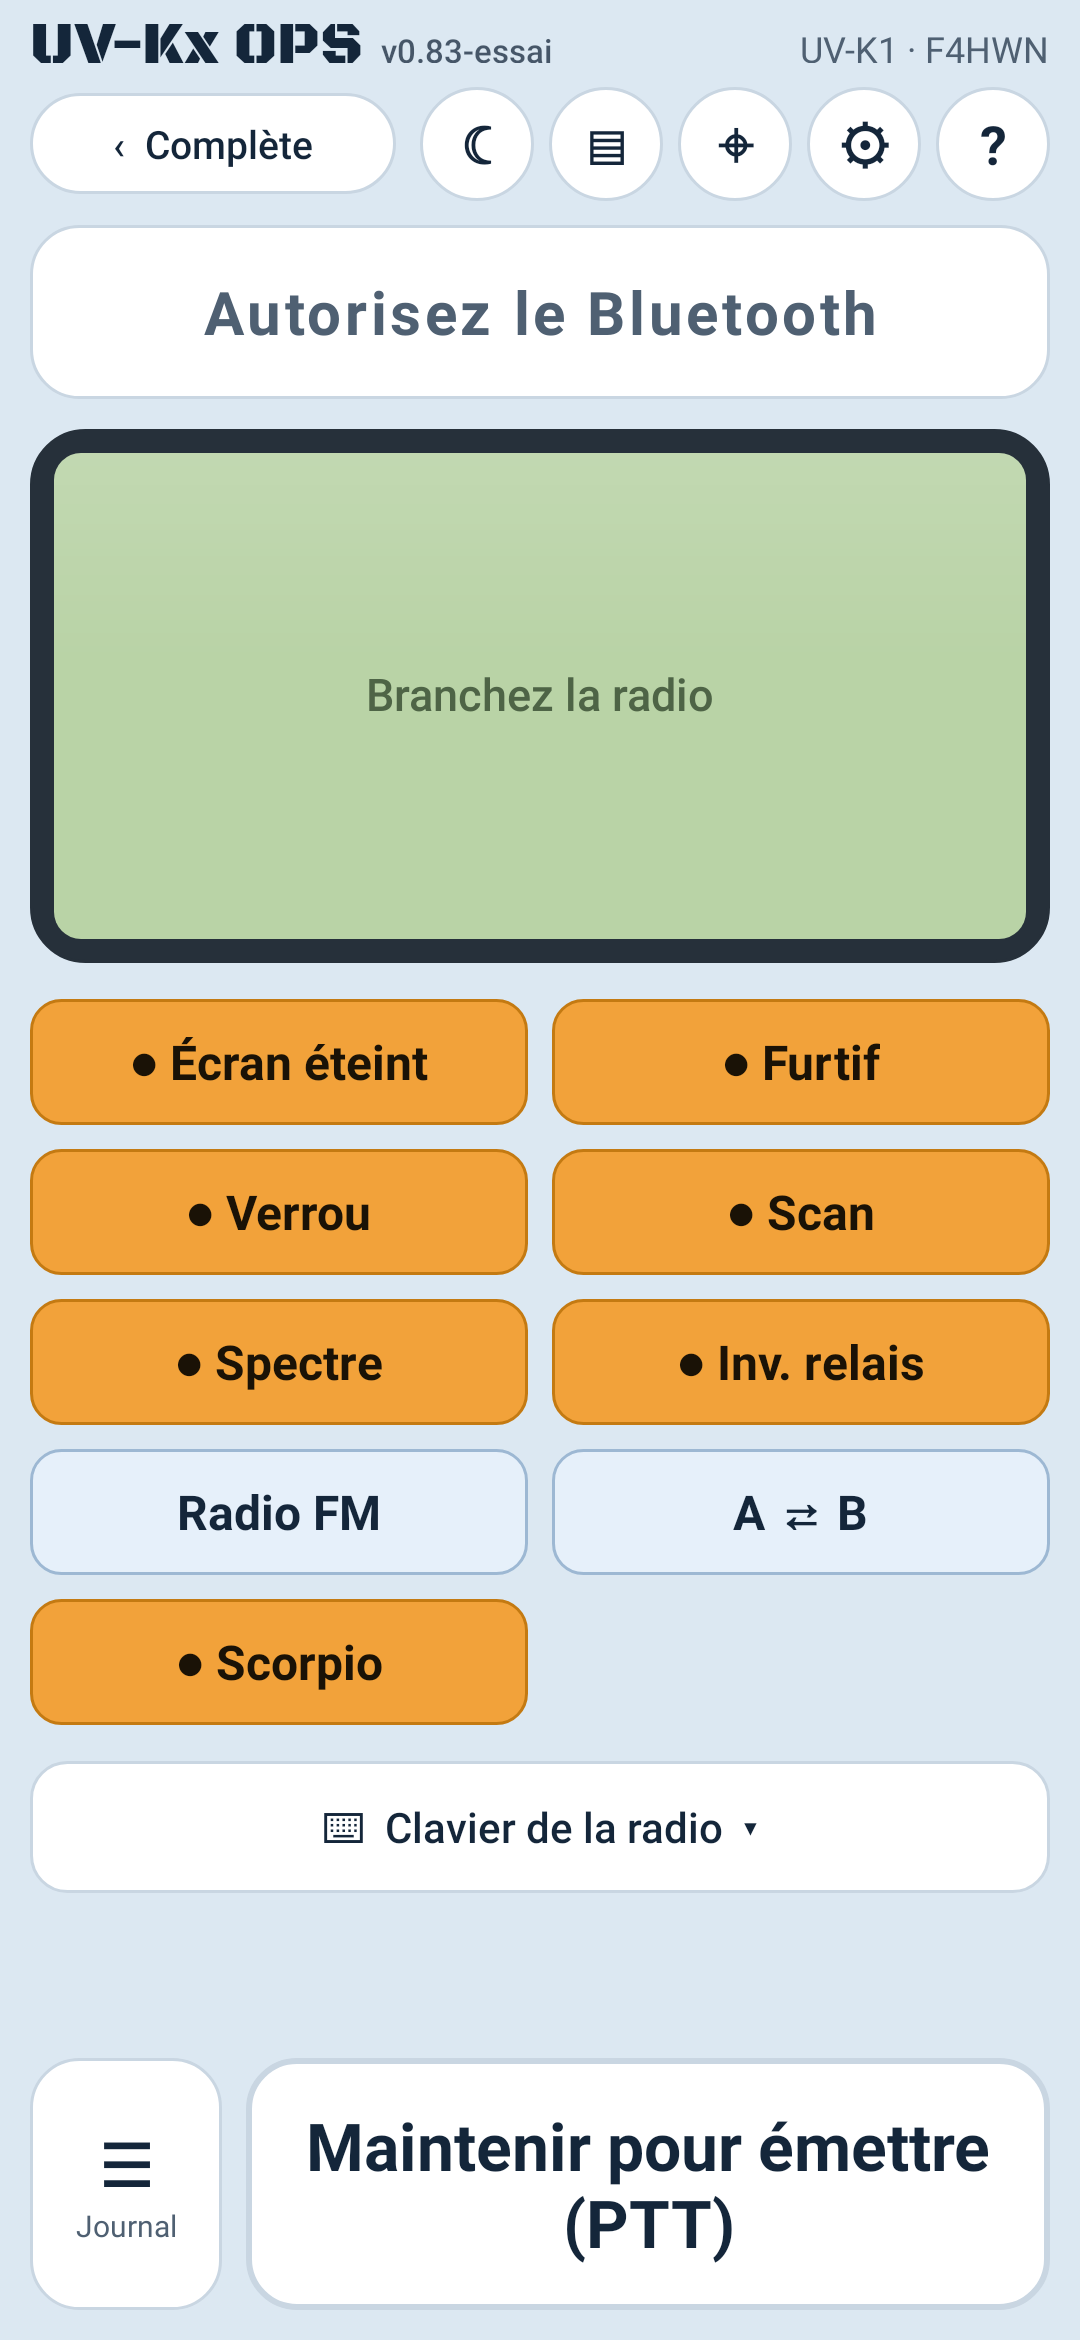 UV-Kx OPS v0.83-essai UV-K1 · F4HWN
‹ Complète ?
Autorisez le Bluetooth
Branchez la radio
● Écran éteint ● Furtif
● Verrou ● Scan
● Spectre ● Inv. relais
Radio FM A ⇄ B
● Scorpio
Clavier de la radio ▾
Maintenir pour émettre
(PTT)
Journal